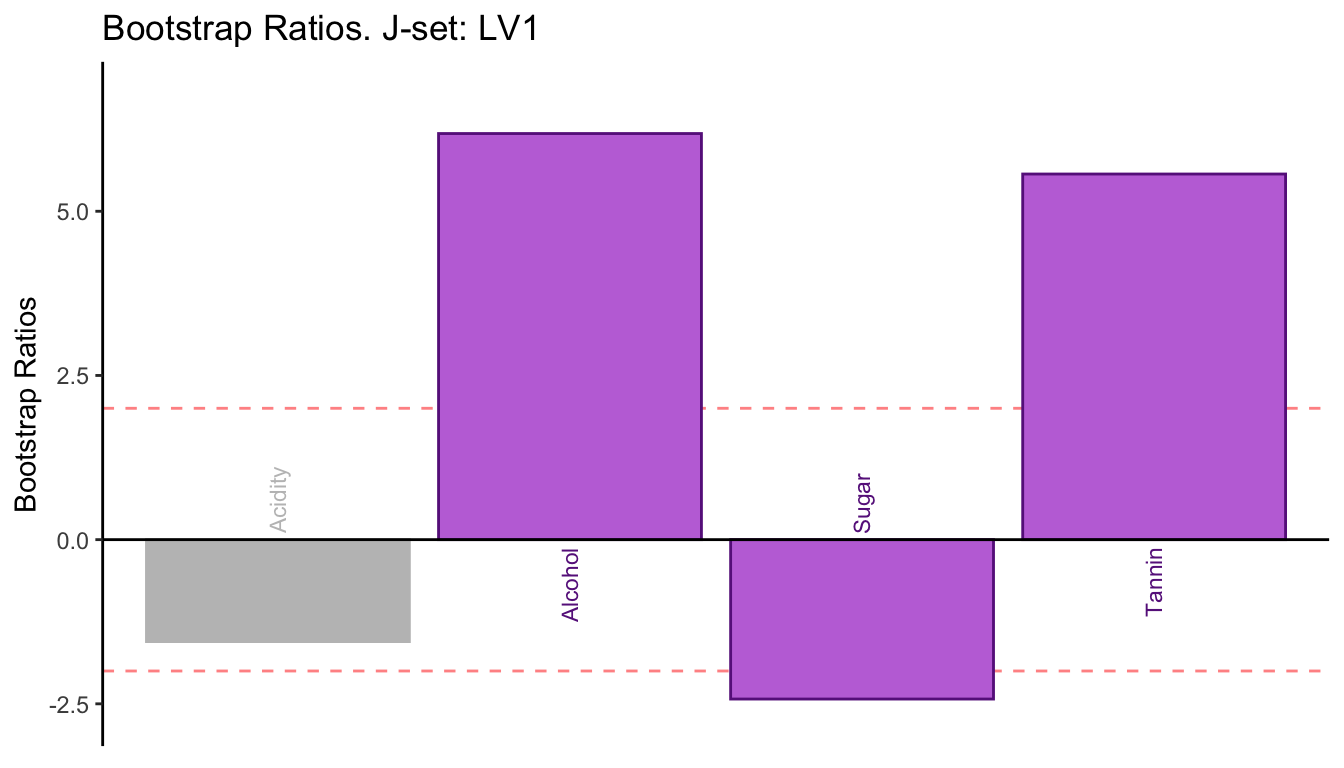 Bootstrap Ratios. J-set: LV1
Bootstrap Ratios
5.0
2.5
0.0
-2.5
Acidity
Alcohol
Sugar
Tannin